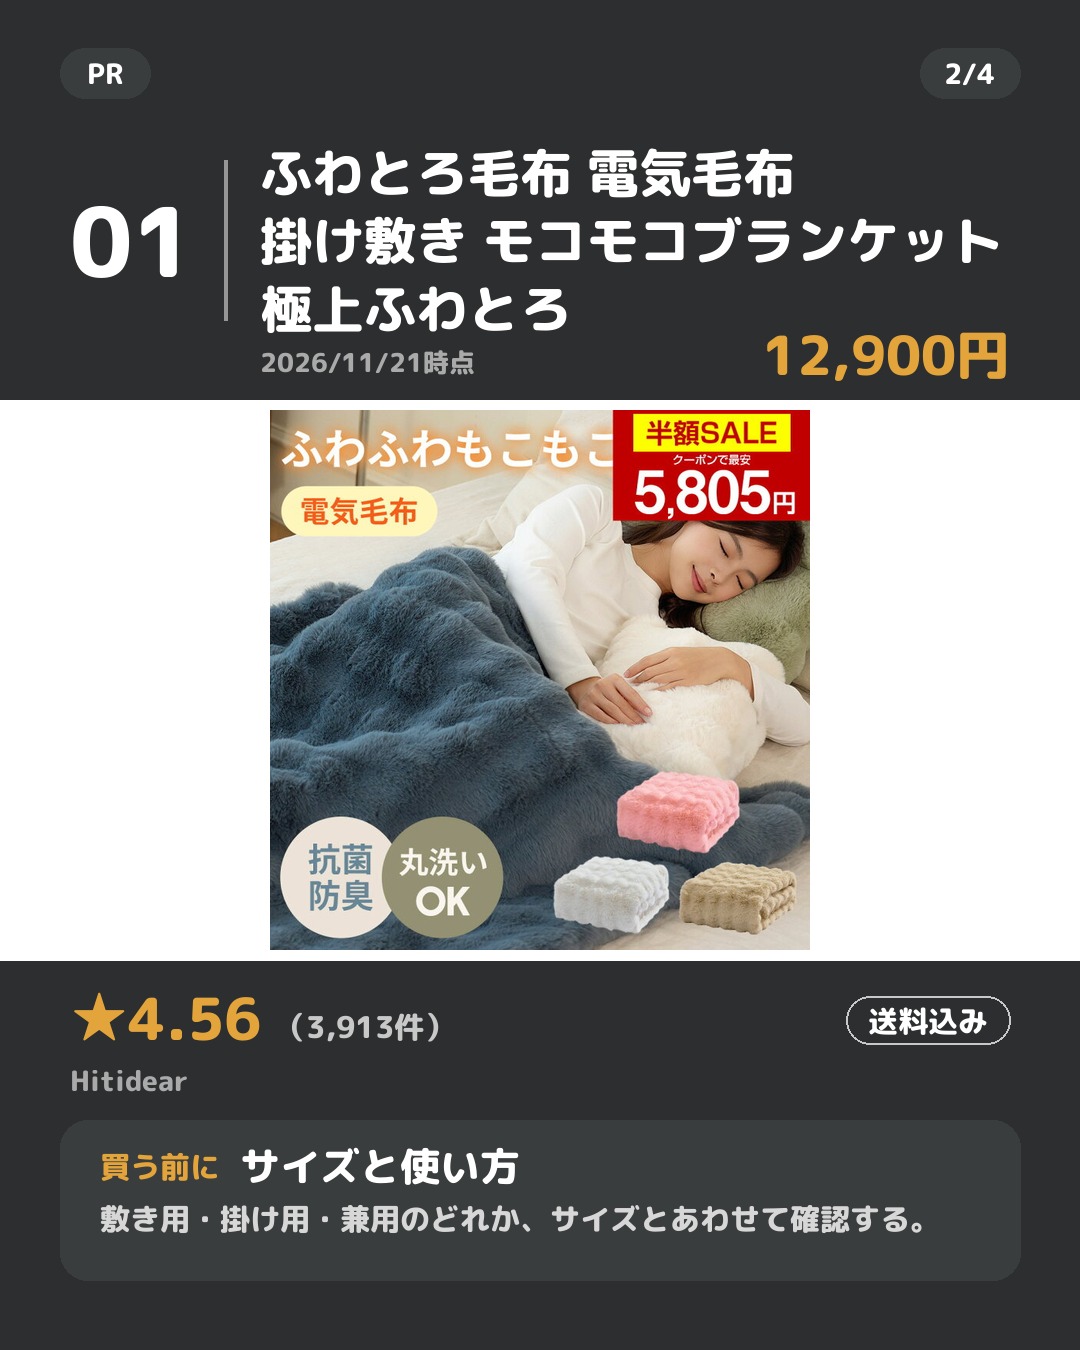 PR
2/4
01
ふわとろ毛布 電気毛布
掛け敷き モコモコブランケット
極上ふわとろ
2026/11/21時点
12,900円
ふわふわもこもこ
電気毛布
半額SALE
クーポンで最安
5,805円
抗菌
防臭
丸洗い
OK
★4.56 (3,913件)
送料込み
Hitidear
買う前に サイズと使い方
敷き用・掛け用・兼用のどれか、サイズとあわせて確認する。